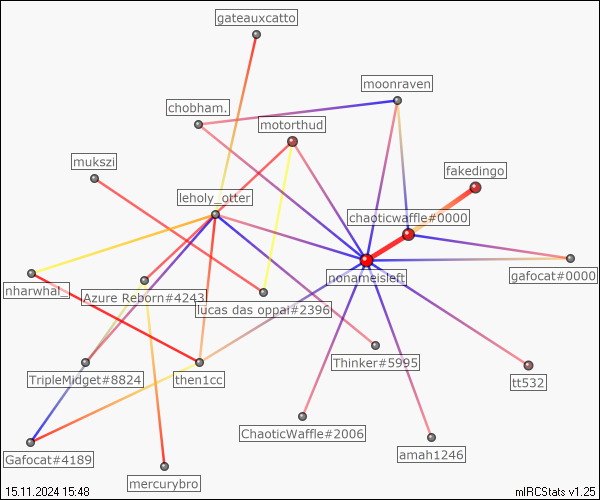 gateauxcatto
moonraven
chobham.
motorthud
mukszi
fakedingo
leholy_otter
chaoticwaffle#0000
nonameisleft
gafocat#0000
nharwhal_
Azure Reborn#4243
lucas das oppai#2396
Thinker#5995
TripleMidget#8824
then1cc
tt532
ChaoticWaffle#2006
amah1246
Gafocat#4189
mercurybro
15.11.2024 15:48
mIRCStats v1.25